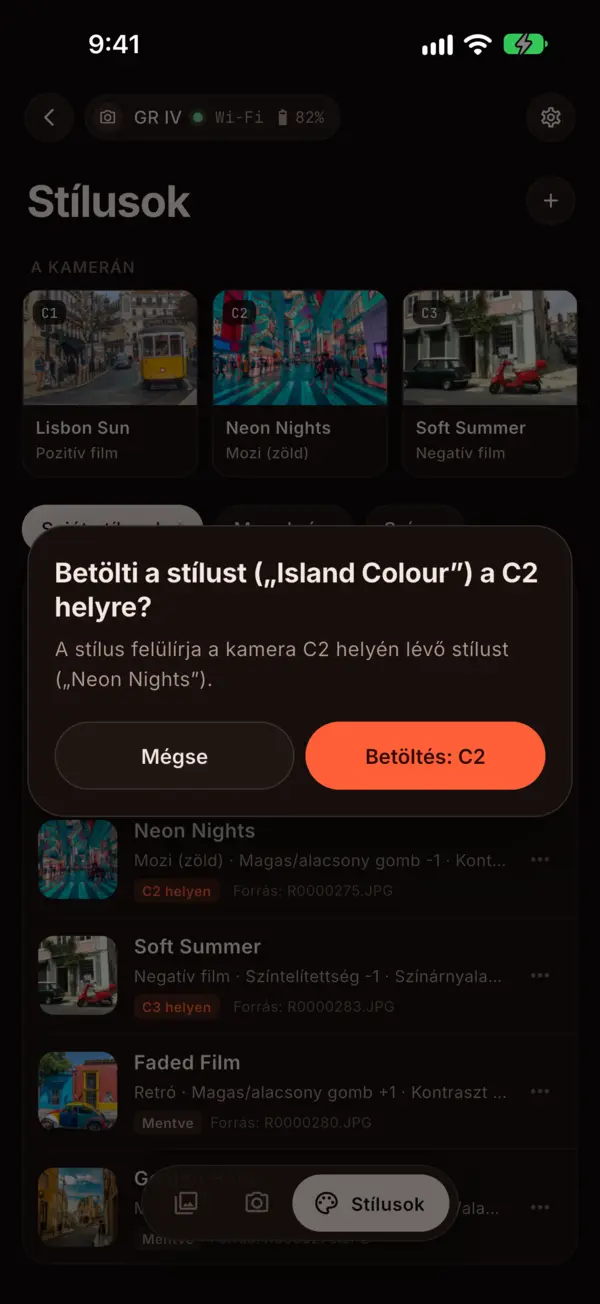 9:41
GR IV Wi-Fi 82%
Stílusok
A KAMERÁN
C1
C2
C3
Lisbon Sun
Pozitív film
Neon Nights
Mozi (zöld)
Soft Summer
Negatív film
Betölti a stílust („Island Colour”) a C2
helyre?
A stílus felülírja a kamera C2 helyén lévő stílust
(„Neon Nights”).
Mégse
Betöltés: C2
Neon Nights
Mozi (zöld) · Magas/alacsony gomb -1 · Kont...
C2 helyen Forrás: R0000275.JPG
Soft Summer
Negatív film · Színtelítettség -1 · Színárnyala...
C3 helyen Forrás: R0000283.JPG
Faded Film
Retró · Magas/alacsony gomb +1 · Kontraszt ...
Mentve Forrás: R0000280.JPG
Stílusok
Mentve